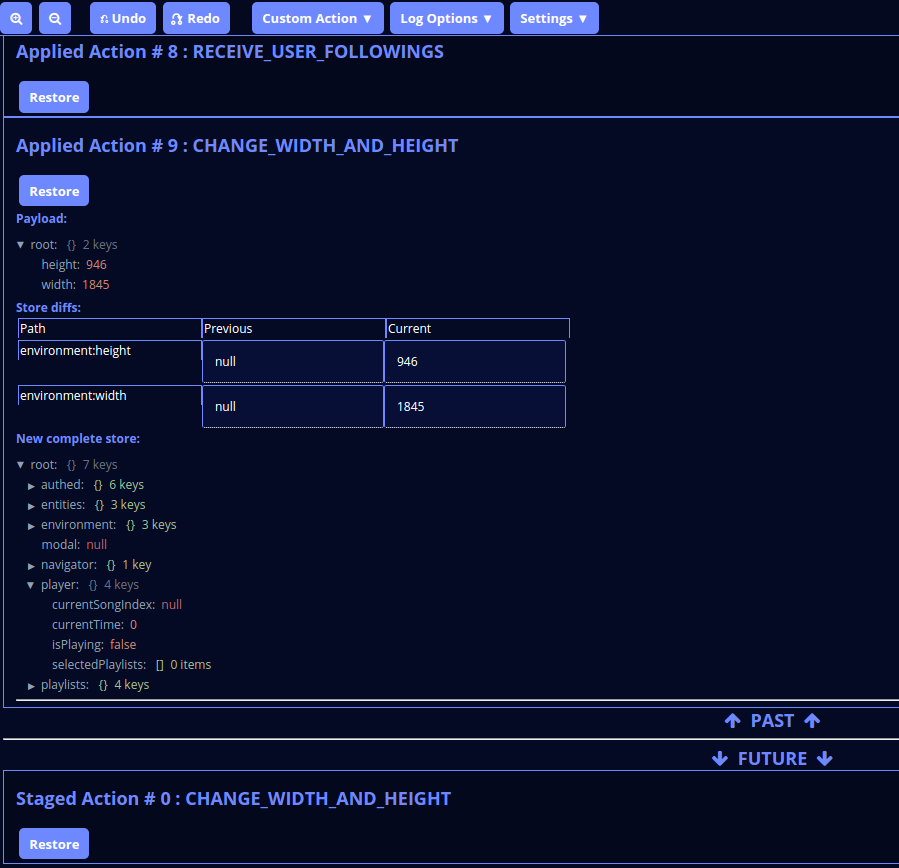 Undo Redo Custom Action ▼ Log Options ▼ Settings ▼
Applied Action # 8 : RECEIVE_USER_FOLLOWINGS
Restore
Applied Action # 9 : CHANGE_WIDTH_AND_HEIGHT
Restore
Payload:
▼ root: {} 2 keys
height: 946
width: 1845
Store diffs:
Path Previous Current
environment:height null 946
environment:width null 1845
New complete store:
▼ root: {} 7 keys
▶ authed: {} 6 keys
▶ entities: {} 3 keys
▶ environment: {} 3 keys
modal: null
▶ navigator: {} 1 key
▼ player: {} 4 keys
currentSongIndex: null
currentTime: 0
isPlaying: false
selectedPlaylists: [] 0 items
▶ playlists: {} 4 keys
PAST
FUTURE
Staged Action # 0 : CHANGE_WIDTH_AND_HEIGHT
Restore